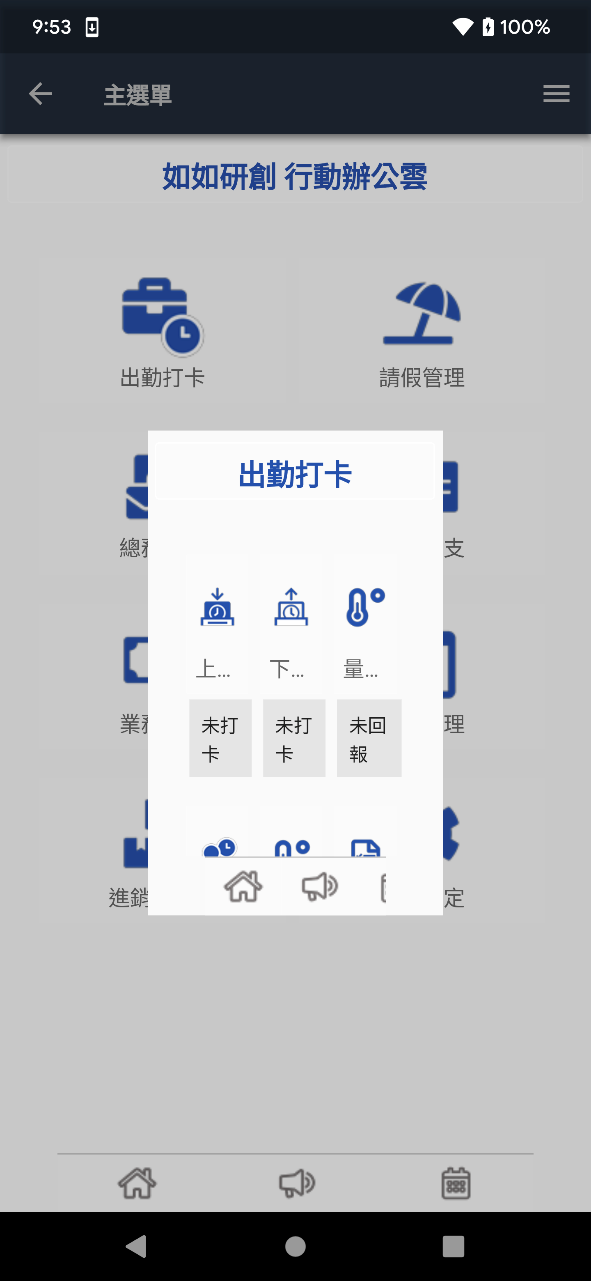 9:53
100%
主選單
如如研創 行動辦公雲
出勤打卡
請假管理
總務
支
出勤打卡
上...
下...
量...
未打
卡
未打
卡
未回
報
業務
理
進銷
定